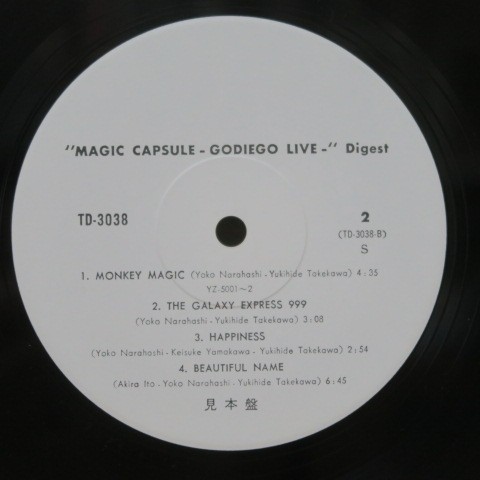 "MAGIC CAPSULE - GODIEGO LIVE -" Digest
TD-3038
2
(TD-3038-B)
S
1. MONKEY MAGIC (Yoko Narahashi - Yukihide Takekawa) 4:35
YZ-5001~2
2. THE GALAXY EXPRESS 999
(Yoko Narahashi - Yukihide Takekawa) 3:08
3. HAPPINESS
(Yoko Narahashi - Keisuke Yamakawa - Yukihide Takekawa) 2:54
4. BEAUTIFUL NAME
(Akira Ito - Yoko Narahashi - Yukihide Takekawa) 6:45
見本盤